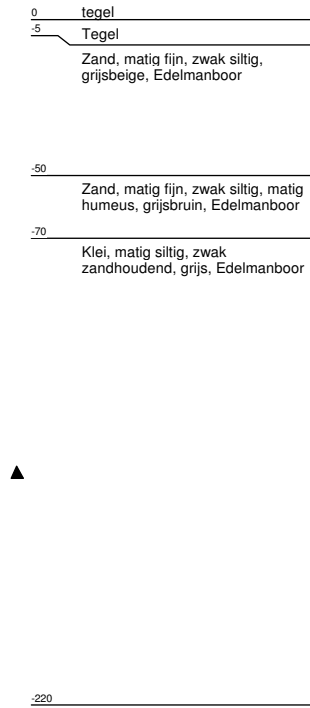 0 tegel
-5 Tegel
Zand, matig fijn, zwak siltig,
grijsbeige, Edelmanboor
-50
Zand, matig fijn, zwak siltig, matig
humeus, grijsbruin, Edelmanboor
-70
Klei, matig siltig, zwak
zandhoudend, grijs, Edelmanboor
-220